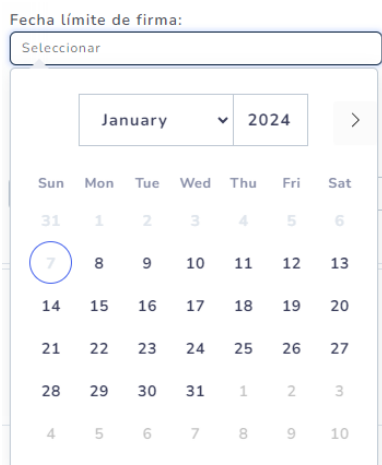 Fecha límite de firma:
Seleccionar
January 2024
Sun Mon Tue Wed Thu Fri Sat
31 1 2 3 4 5 6
7 8 9 10 11 12 13
14 15 16 17 18 19 20
21 22 23 24 25 26 27
28 29 30 31 1 2 3
4 5 6 7 8 9 10